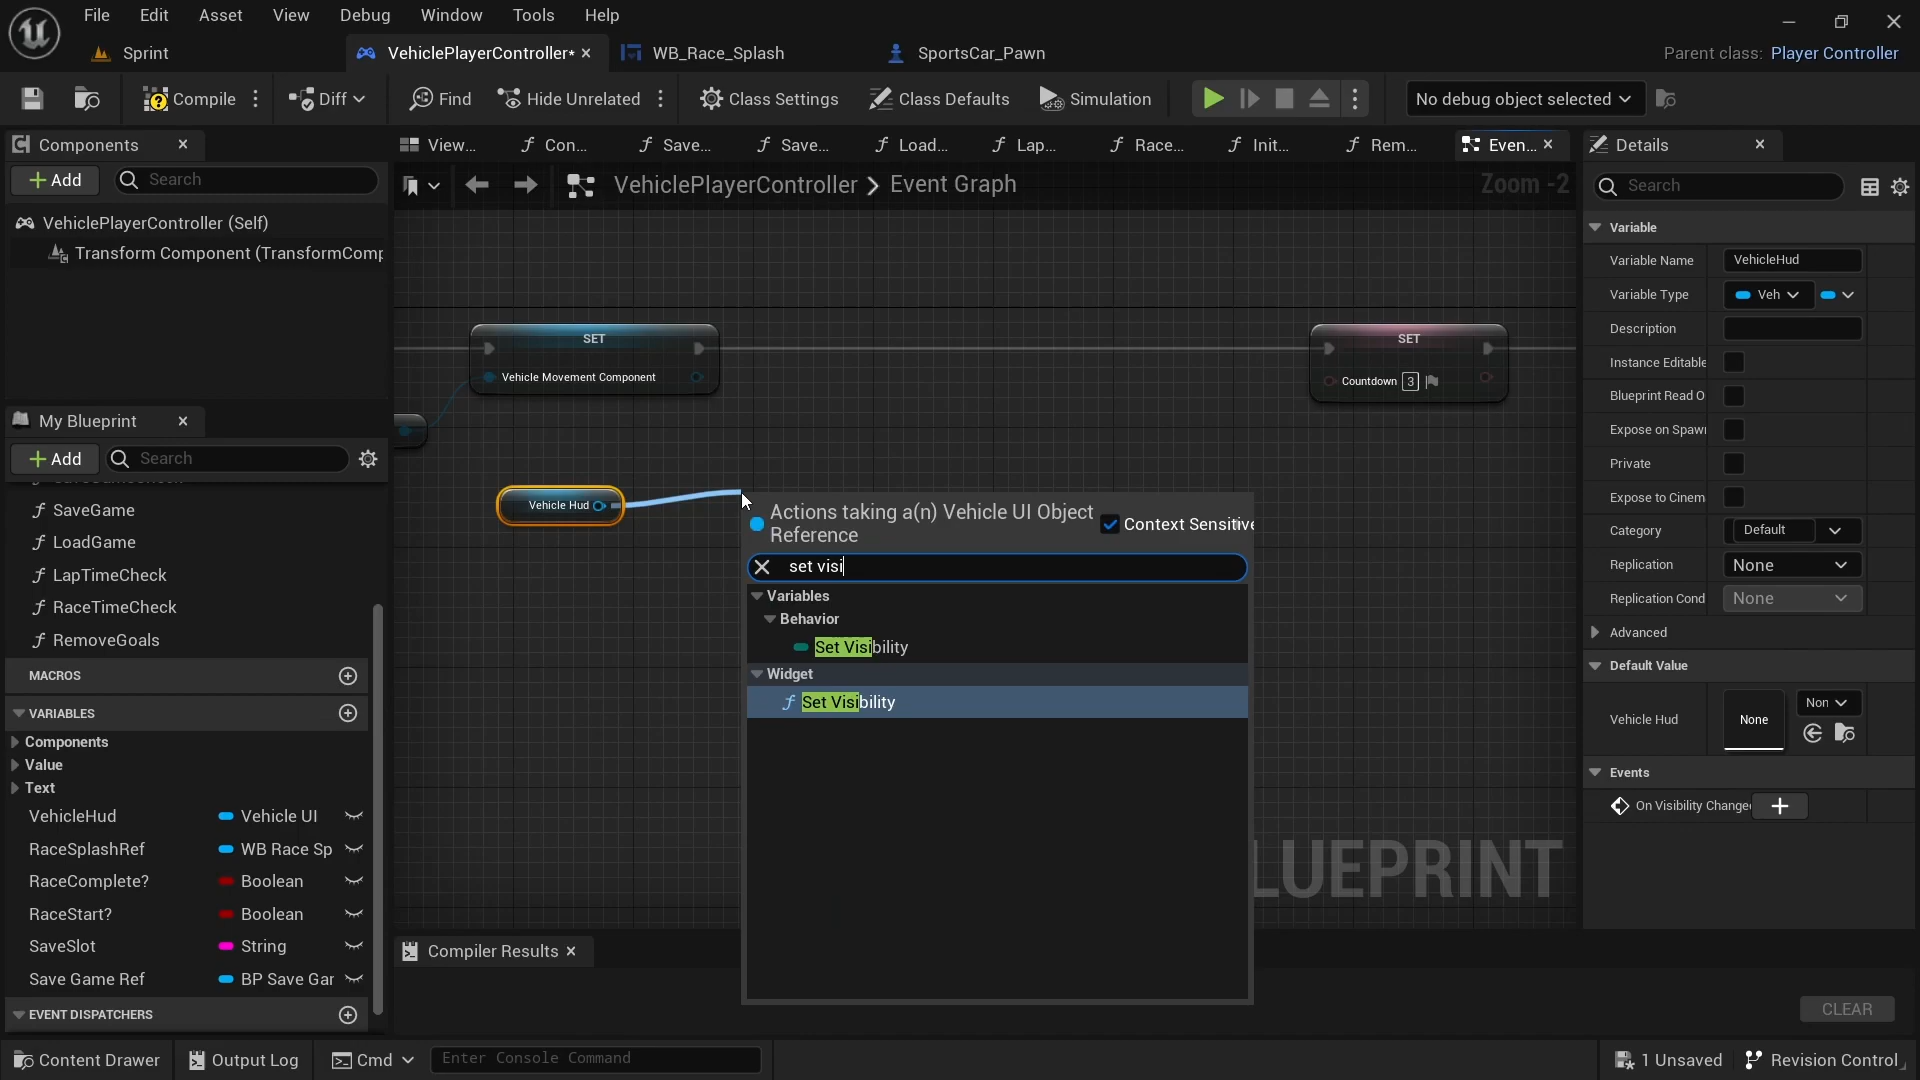 File Edit Asset View Debug Window Tools Help
Sprint VehiclePlayerController* WB_Race_Splash SportsCar_Pawn Parent class: Player Controller
Compile Diff Find Hide Unrelated Class Settings Class Defaults Simulation No debug object selected
Components View... Con... Save... Save... Load... Lap... Race... Init... Rem... Even... Details
Add Search VehiclePlayerController > Event Graph Zoom -2 Search
VehiclePlayerController (Self)
Transform Component (TransformComp
Variable
Variable Name VehicleHud
Variable Type Veh
Description
Instance Editable
Blueprint Read O
Expose on Spawn
Private
Expose to Cinem
Category Default
Replication None
Replication Cond None
Advanced
Default Value
Vehicle Hud None Non
Events
On Visibility Change
SET
Vehicle Movement Component
SET
Countdown 3
Vehicle Hud
Actions taking a(n) Vehicle UI Object
Reference
Context Sensitive
set visi
Variables
Behavior
Set Visibility
Widget
Set Visibility
LUEPRINT
My Blueprint
Add Search
SaveGame
LoadGame
LapTimeCheck
RaceTimeCheck
RemoveGoals
MACROS
VARIABLES
Components
Value
Text
VehicleHud Vehicle UI
RaceSplashRef WB Race Sp
RaceComplete? Boolean
RaceStart? Boolean
SaveSlot String
Save Game Ref BP Save Gar
EVENT DISPATCHERS
Compiler Results
CLEAR
Content Drawer Output Log Cmd Enter Console Command 1 Unsaved Revision Control